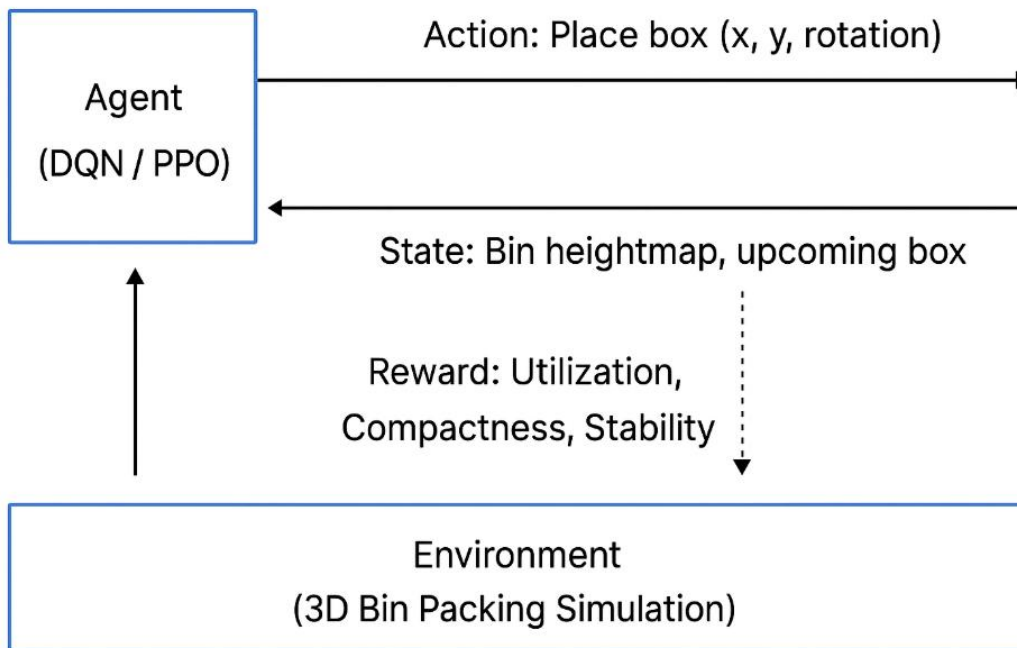 Action: Place box (x, y, rotation)
Agent
(DQN / PPO)
State: Bin heightmap, upcoming box
Reward: Utilization,
Compactness, Stability
Environment
(3D Bin Packing Simulation)